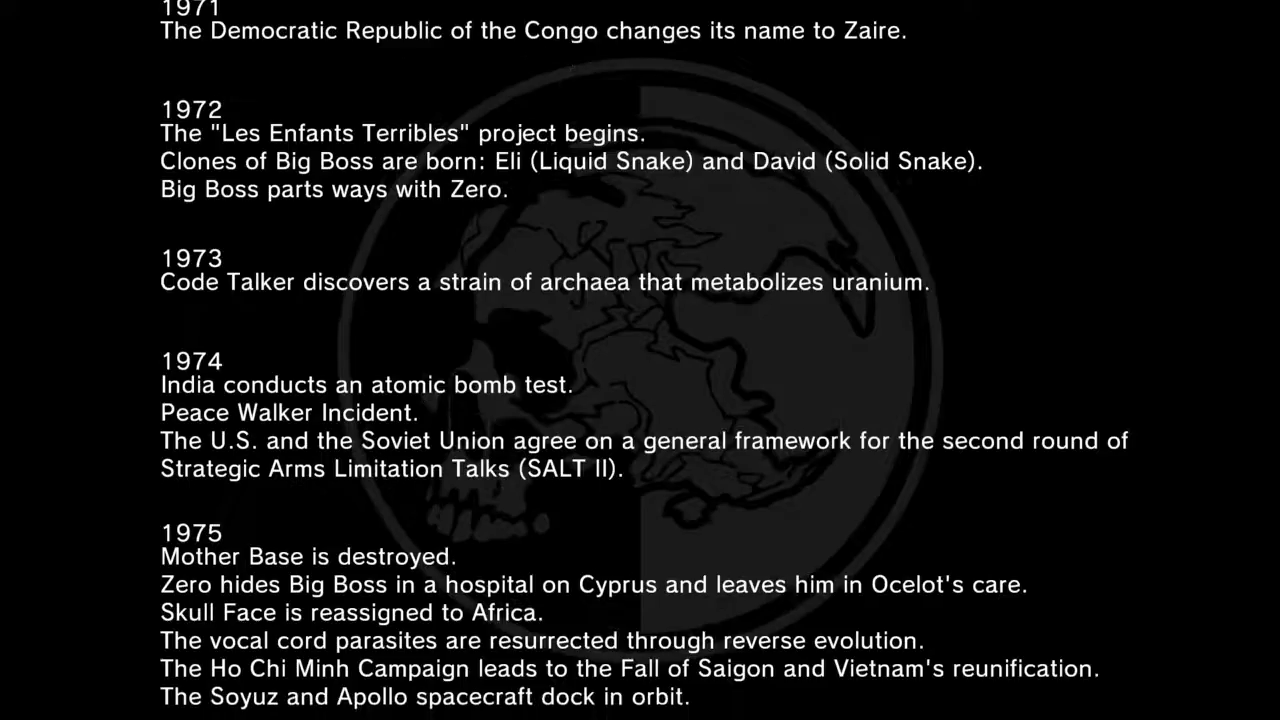 1971
The Democratic Republic of the Congo changes its name to Zaire.
1972
The "Les Enfants Terribles" project begins.
Clones of Big Boss are born: Eli (Liquid Snake) and David (Solid Snake).
Big Boss parts ways with Zero.
1973
Code Talker discovers a strain of archaea that metabolizes uranium.
1974
India conducts an atomic bomb test.
Peace Walker Incident.
The U.S. and the Soviet Union agree on a general framework for the second round of
Strategic Arms Limitation Talks (SALT II).
1975
Mother Base is destroyed.
Zero hides Big Boss in a hospital on Cyprus and leaves him in Ocelot's care.
Skull Face is reassigned to Africa.
The vocal cord parasites are resurrected through reverse evolution.
The Ho Chi Minh Campaign leads to the Fall of Saigon and Vietnam's reunification.
The Soyuz and Apollo spacecraft dock in orbit.